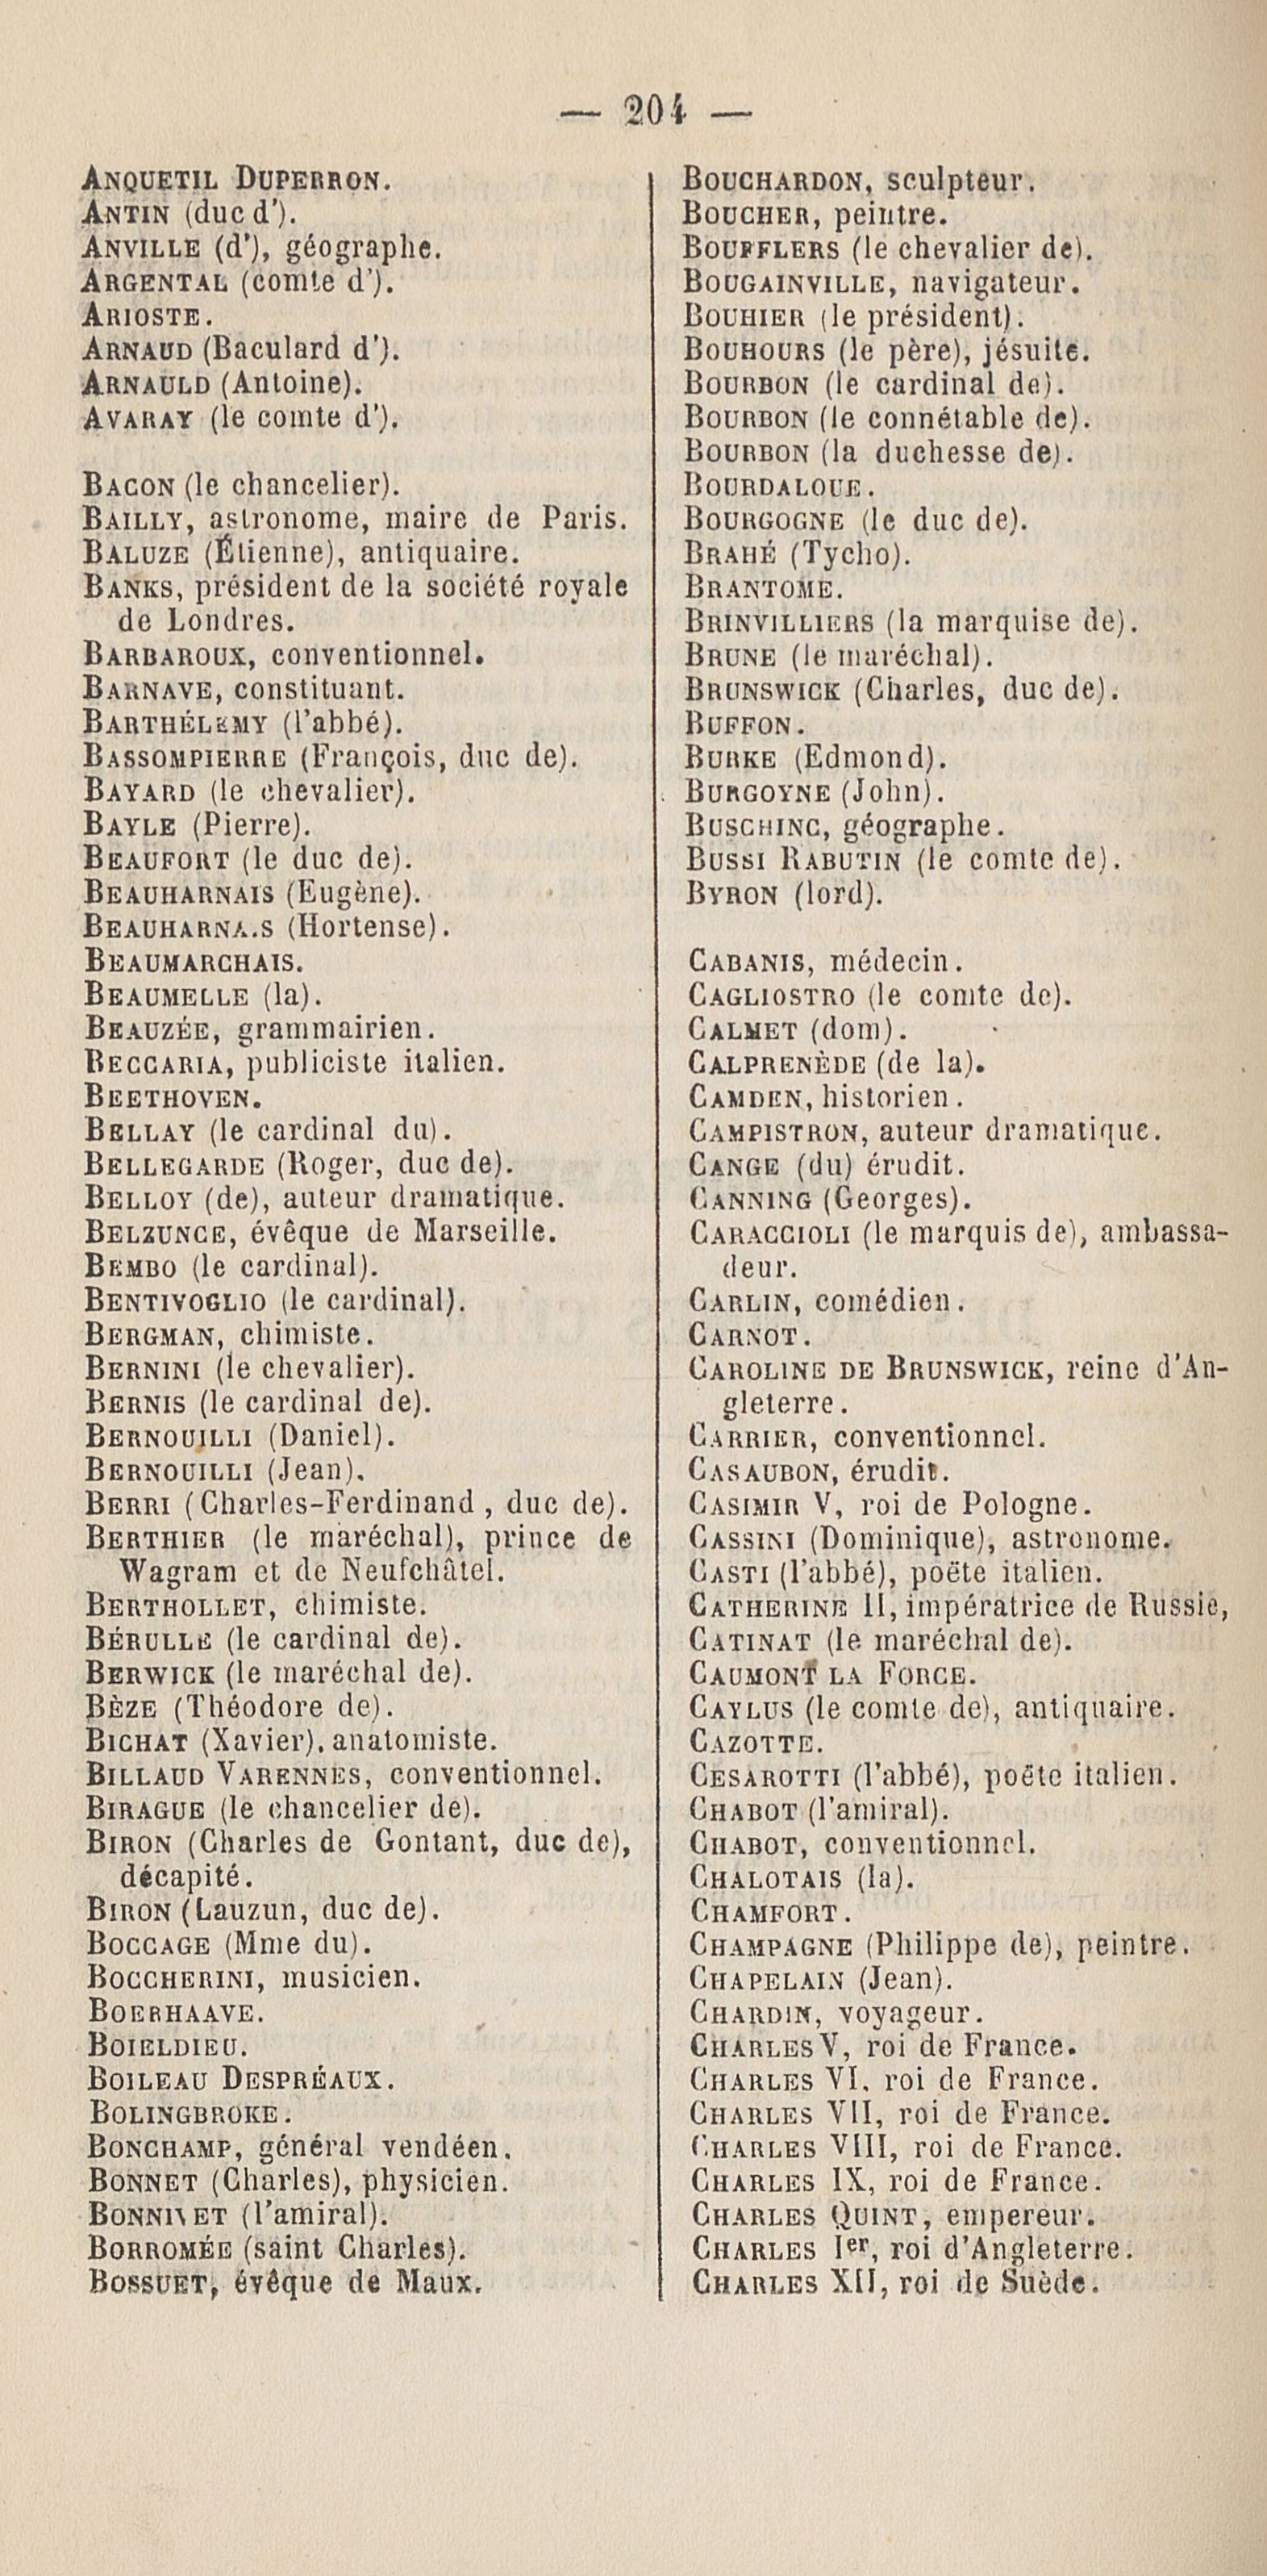 — 204 —
ANQUETIL DUPERRON.
ANTIN (duc d').
ANVILLE (d'), géographe.
ARGENTAL (comte d').
ARIOSTE.
ARNAUD (Baculard d').
ARNAULD (Antoine).
AVARAY (le comte d').
BACON (le chancelier).
BAILLY, astronome, maire de Paris.
BALUZE (Étienne), antiquaire.
BANKS, président de la société royale
de Londres.
BARBAROUX, conventionnel.
BARNAVE, constituant.
BARTHÉLEMY (l'abbé).
BASSOMPIERRE (François, duc de).
BAYARD (le chevalier).
BAYLE (Pierre).
BEAUFORT (le duc de).
BEAUHARNAIS (Eugène).
BEAUHARNA.S (Hortense).
BEAUMARCHAIS.
BEAUMELLE (la).
BEAUZÉE, grammairien.
BECCARIA, publiciste italien.
BEETHOVEN.
BELLAY (le cardinal du).
BELLEGARDE (Roger, duc de).
BELLOY (de), auteur dramatique.
BELZUNCE, évêque de Marseille.
BEMBO (le cardinal).
BENTIVOGLIO (le cardinal).
BERGMAN, chimiste.
BERNINI (le chevalier).
BERNIS (le cardinal de).
BERNOUILLI (Daniel).
BERNOUILLI (Jean).
BERRI (Charles-Ferdinand, duc de).
BERTHIER (le maréchal), prince de
Wagram et de Neufchâtel.
BERTHOLLET, chimiste.
BÉRULLE (le cardinal de).
BERWICK (le maréchal de).
BÈZE (Théodore de).
BICHAT (Xavier), anatomiste.
BILLAUD VARENNES, conventionnel.
BIRAGUE (le chancelier de).
BIRON (Charles de Gontant, duc de),
décapité.
BIRON (Lauzun, duc de).
BOCCAGE (Mme du).
BOCCHERINI, musicien.
BOERHAAVE.
BOIELDIEU.
BOILEAU DESPRÉAUX.
BOLINGBROKE.
BONCHAMP, général vendéen.
BONNET (Charles), physicien.
BONNIVET (l'amiral).
BORROMÉE (saint Charles).
BOSSUET, évêque de Maux.
BOUCHARDON, sculpteur.
BOUCHER, peintre.
BOUFFLERS (le chevalier de).
BOUGAINVILLE, navigateur.
BOUHIER (le président).
BOUHOURS (le père), jésuite.
BOURBON (le cardinal de).
BOURBON (le connétable de).
BOURBON (la duchesse de).
BOURDALOUE.
BOURGOGNE (le duc de).
BRAHÉ (Tycho).
BRANTOME.
BRINVILLIERS (la marquise de).
BRUNE (le maréchal).
BRUNSWICK (Charles, duc de).
BUFFON.
BURKE (Edmond).
BURGOYNE (John).
BUSCHING, géographe.
BUSSI RABUTIN (le comte de).
BYRON (lord).
CABANIS, médecin.
CAGLIOSTRO (le comte de).
CALMET (dom).
CALPRENÈDE (de la).
CAMDEN, historien.
CAMPISTRON, auteur dramatique.
CANGE (du) érudit.
CANNING (Georges).
CARACCIOLI (le marquis de), ambassa-
deur.
CARLIN, comédien.
CARNOT.
CAROLINE DE BRUNSWICK, reine d'An-
gleterre.
CARRIER, conventionnel.
CASAUBON, érudit.
CASIMIR V, roi de Pologne.
CASSINI (Dominique), astronome.
CASTI (l'abbé), poëte italien.
CATHERINE II, impératrice de Russie,
CATINAT (le maréchal de).
CAUMONT LA FORCE.
CAYLUS (le comte de), antiquaire.
CAZOTTE.
CESAROTTI (l'abbé), poëte italien.
CHABOT (l'amiral).
CHABOT, conventionnel.
CHALOTAIS (la).
CHAMFORT.
CHAMPAGNE (Philippe de), peintre.
CHAPELAIN (Jean).
CHARDIN, voyageur.
CHARLES V, roi de France.
CHARLES VI, roi de France.
CHARLES VII, roi de France.
CHARLES VIII, roi de France.
CHARLES IX, roi de France.
CHARLES QUINT, empereur.
CHARLES Ier, roi d'Angleterre.
CHARLES XII, roi de Suède.